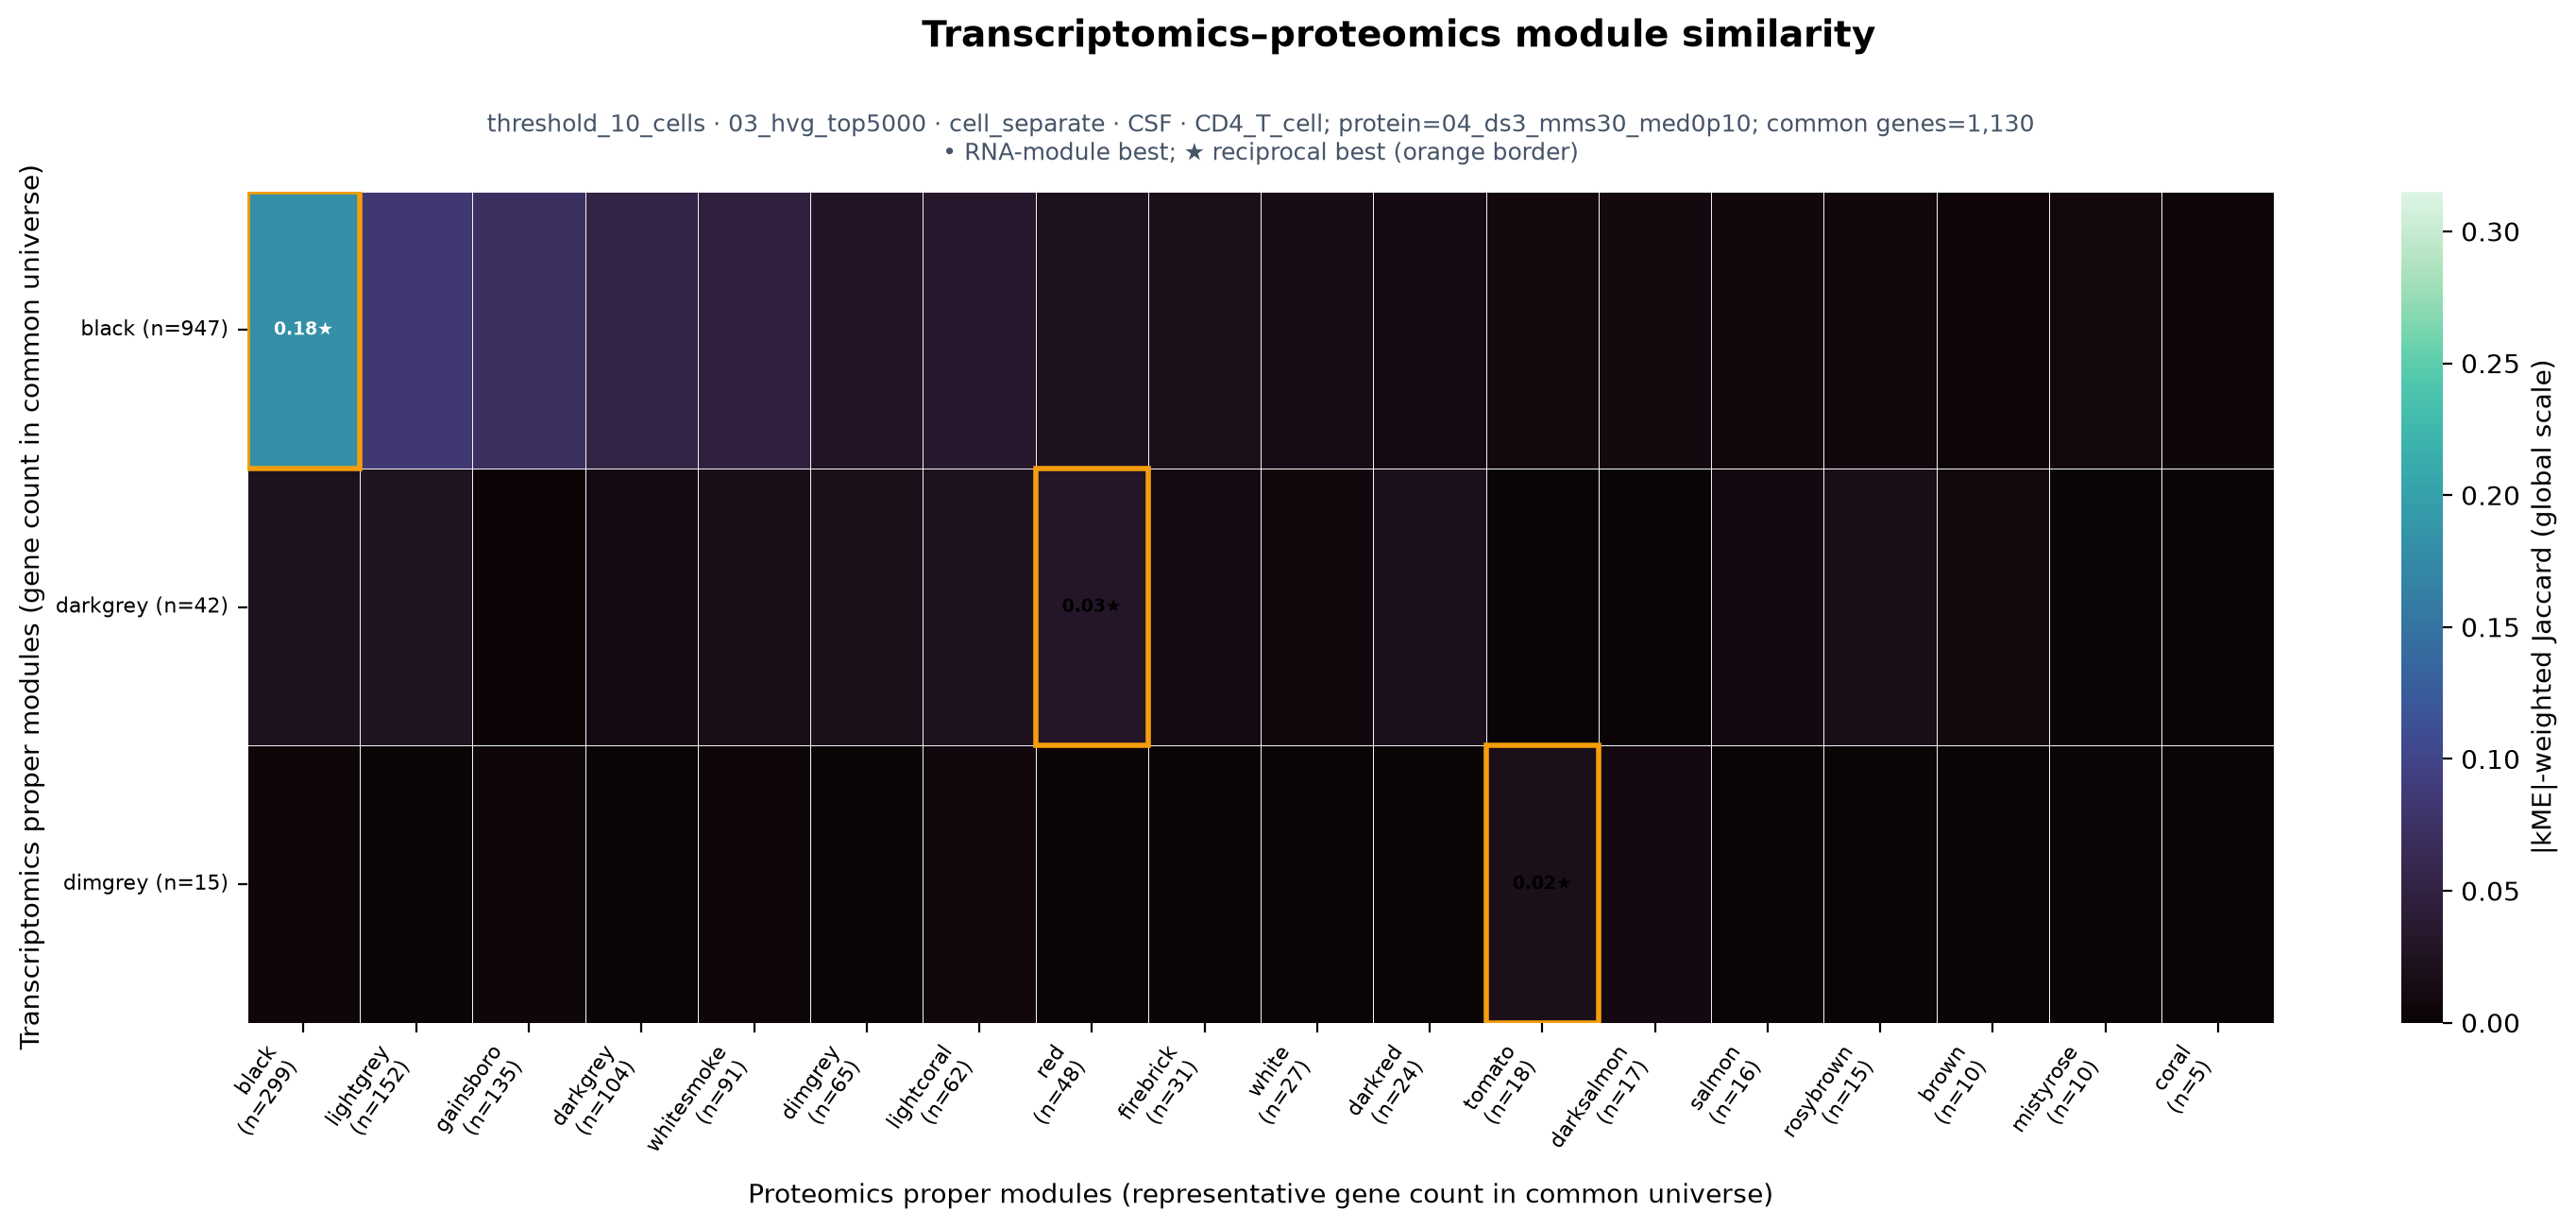 Transcriptomics–proteomics module similarity
threshold_10_cells · 03_hvg_top5000 · cell_separate · CSF · CD4_T_cell; protein=04_ds3_mms30_med0p10; common genes=1,130
• RNA-module best; ★ reciprocal best (orange border)
Transcriptomics proper modules (gene count in common universe)
black (n=947)
darkgrey (n=42)
dimgrey (n=15)
0.18★
0.03★
0.02★
black
(n=299)
lightgrey
(n=152)
gainsboro
(n=135)
darkgrey
(n=104)
whitesmoke
(n=91)
dimgrey
(n=65)
lightcoral
(n=62)
red
(n=48)
firebrick
(n=31)
white
(n=27)
darkred
(n=24)
tomato
(n=18)
darksalmon
(n=17)
salmon
(n=16)
rosybrown
(n=15)
brown
(n=10)
mistyrose
(n=10)
coral
(n=5)
Proteomics proper modules (representative gene count in common universe)
0.30
0.25
0.20
0.15
0.10
0.05
0.00
|kME|-weighted Jaccard (global scale)